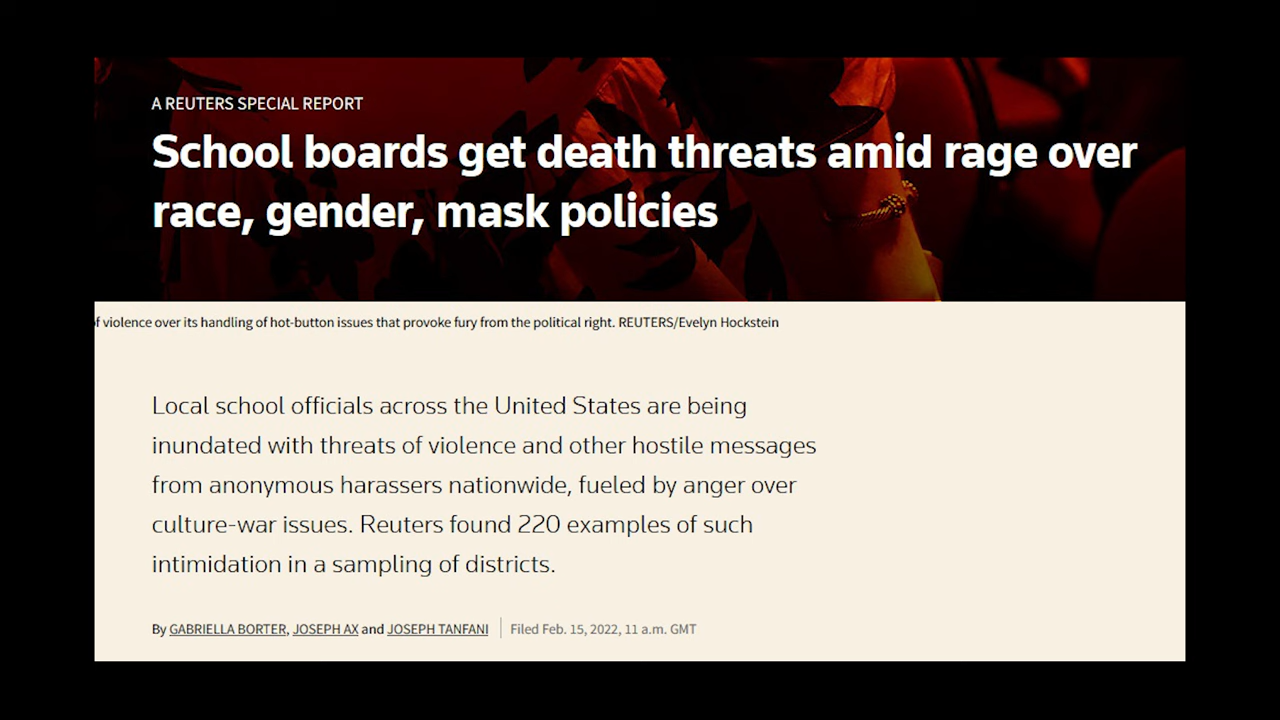 A REUTERS SPECIAL REPORT
School boards get death threats amid rage over
race, gender, mask policies
of violence over its handling of hot-button issues that provoke fury from the political right. REUTERS/Evelyn Hockstein
Local school officials across the United States are being
inundated with threats of violence and other hostile messages
from anonymous harassers nationwide, fueled by anger over
culture-war issues. Reuters found 220 examples of such
intimidation in a sampling of districts.
By GABRIELLA BORTER, JOSEPH AX and JOSEPH TANFANI Filed Feb. 15, 2022, 11 a.m. GMT